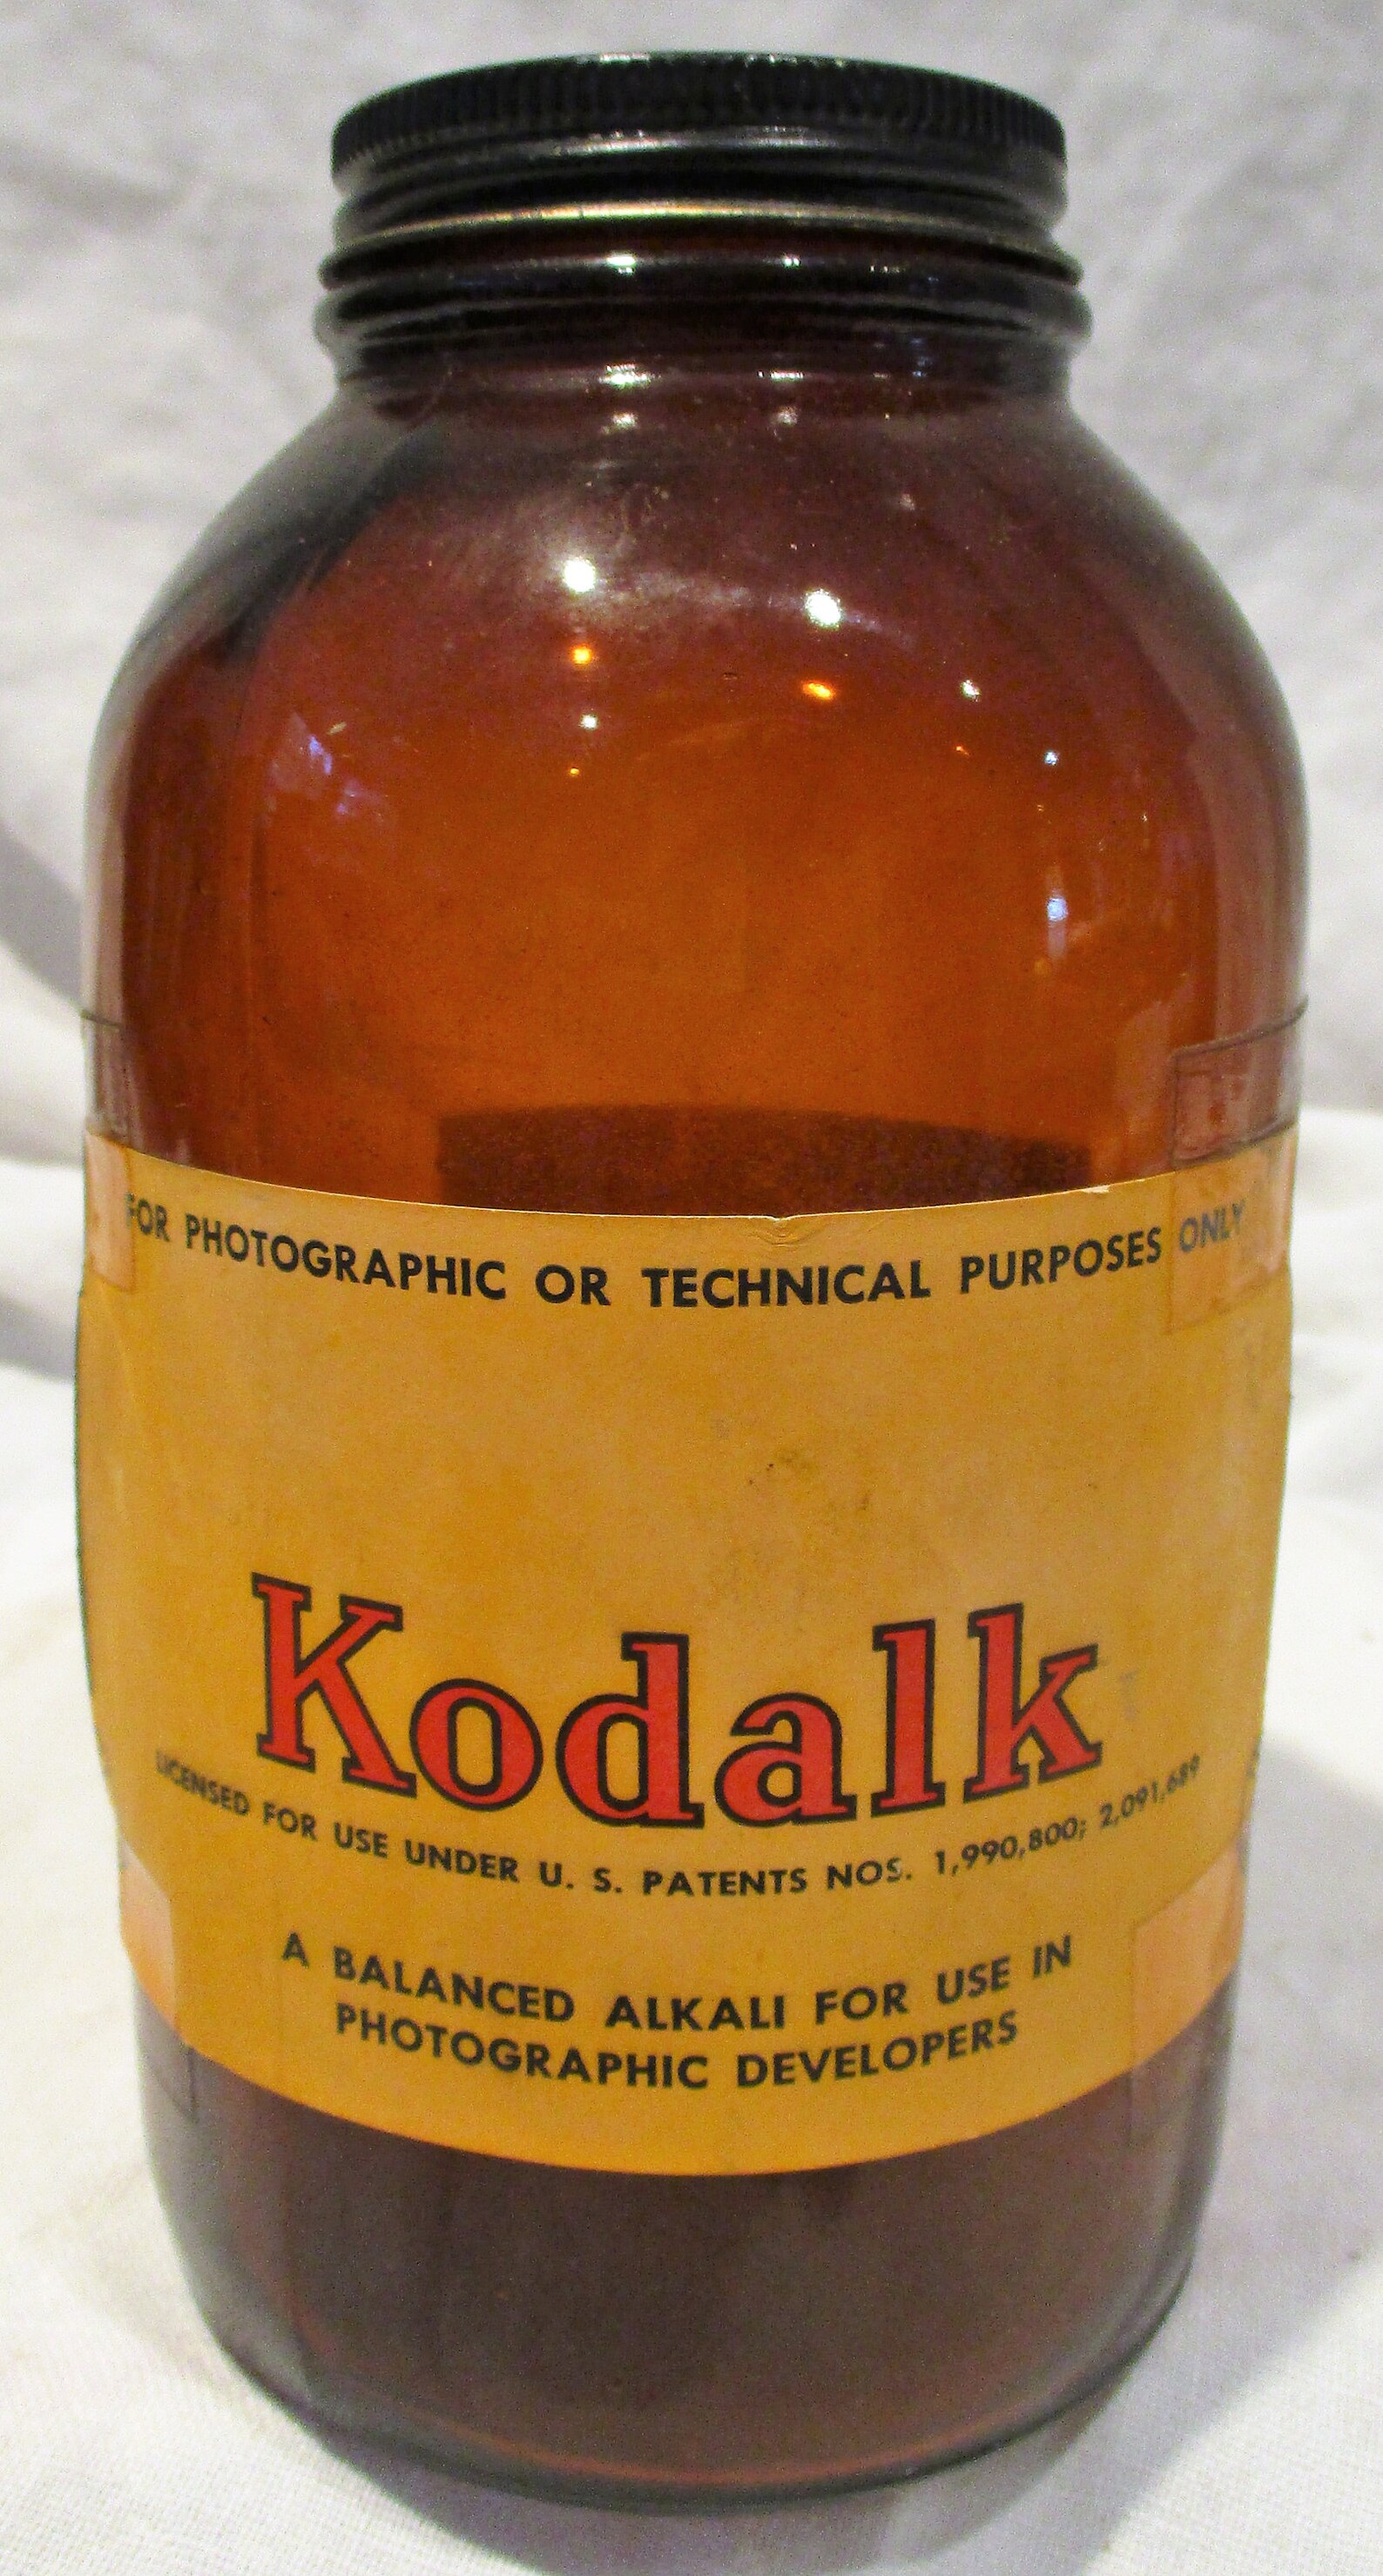 FOR PHOTOGRAPHIC OR TECHNICAL PURPOSES ONLY
Kodalk
LICENSED FOR USE UNDER U. S. PATENTS NOS. 1,990,800; 2,091,689
A BALANCED ALKALI FOR USE IN
PHOTOGRAPHIC DEVELOPERS